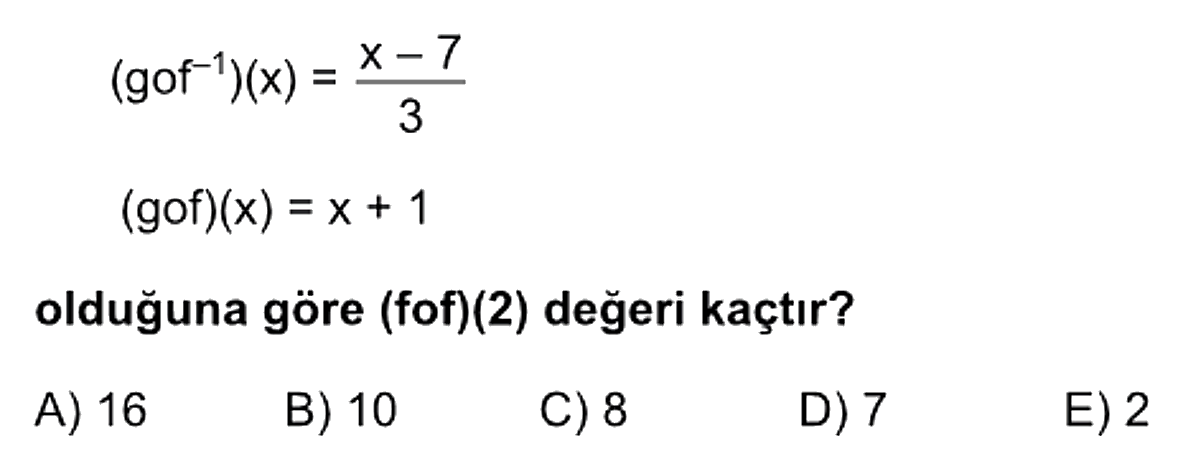 (gof⁻¹)(x) = x – 7 / 3
(gof)(x) = x + 1
olduğuna göre (fof)(2) değeri kaçtır?
A) 16 B) 10 C) 8 D) 7 E) 2